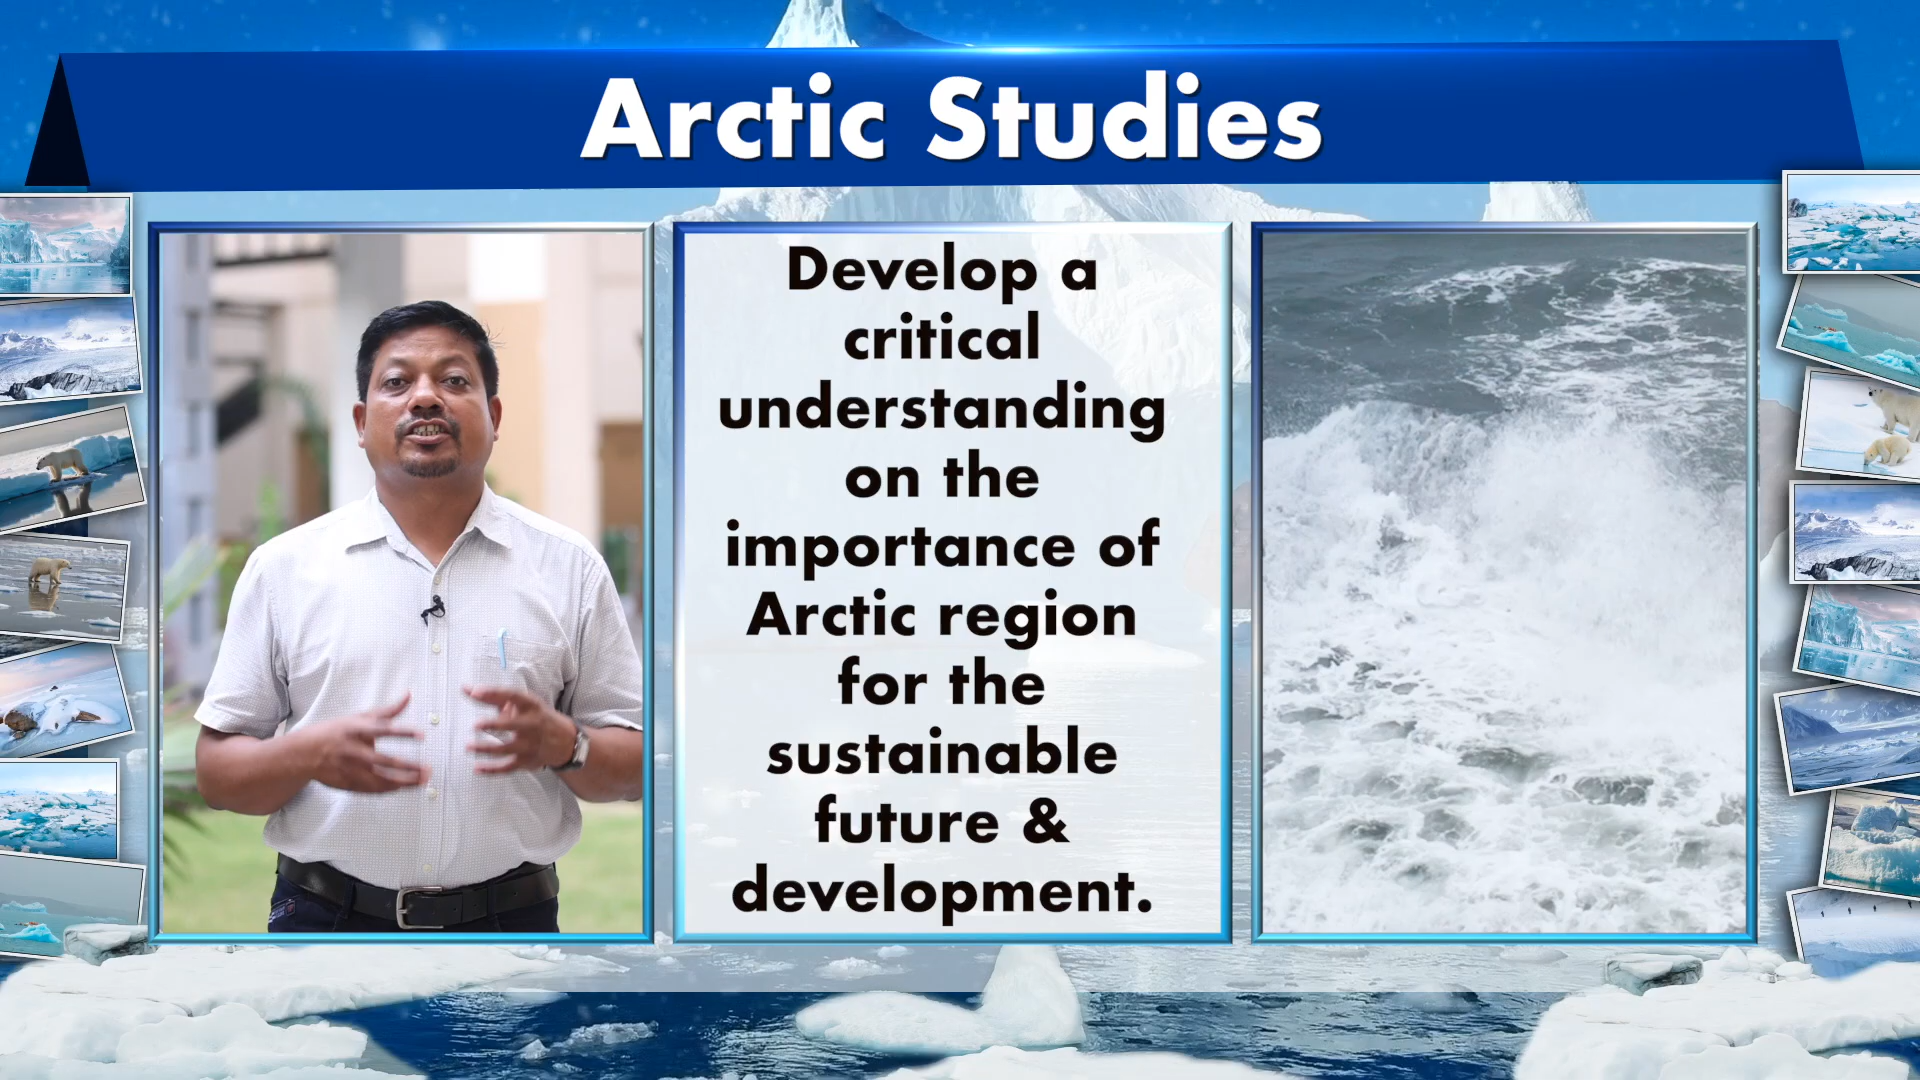 Arctic Studies
Develop a
critical
understanding
on the
importance of
Arctic region
for the
sustainable
future &
development.